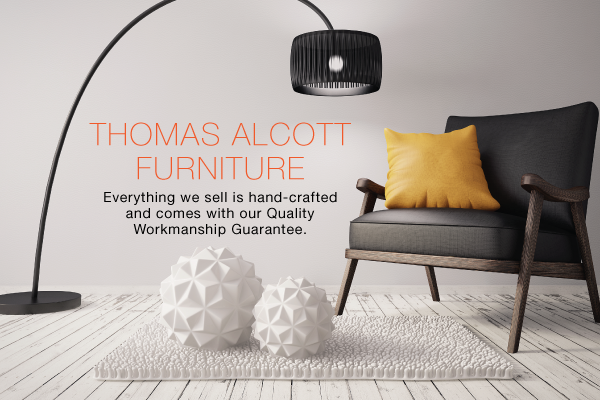 THOMAS ALCOTT
FURNITURE
Everything we sell is hand-crafted
and comes with our Quality
Workmanship Guarantee.